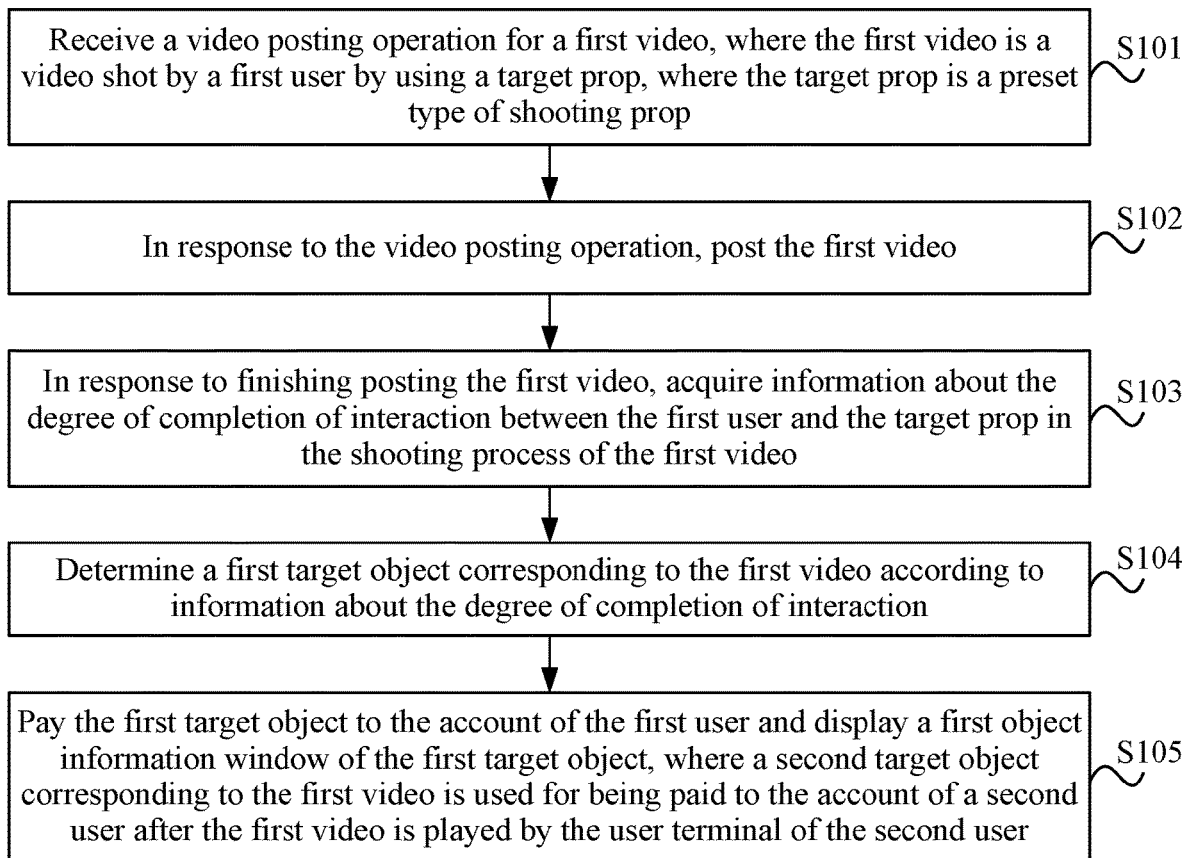 Receive a video posting operation for a first video, where the first video is a
video shot by a first user by using a target prop, where the target prop is a preset
type of shooting prop
S101
In response to the video posting operation, post the first video
S102
In response to finishing posting the first video, acquire information about the
degree of completion of interaction between the first user and the target prop in
the shooting process of the first video
S103
Determine a first target object corresponding to the first video according to
information about the degree of completion of interaction
S104
Pay the first target object to the account of the first user and display a first object
information window of the first target object, where a second target object
corresponding to the first video is used for being paid to the account of a second
user after the first video is played by the user terminal of the second user
S105